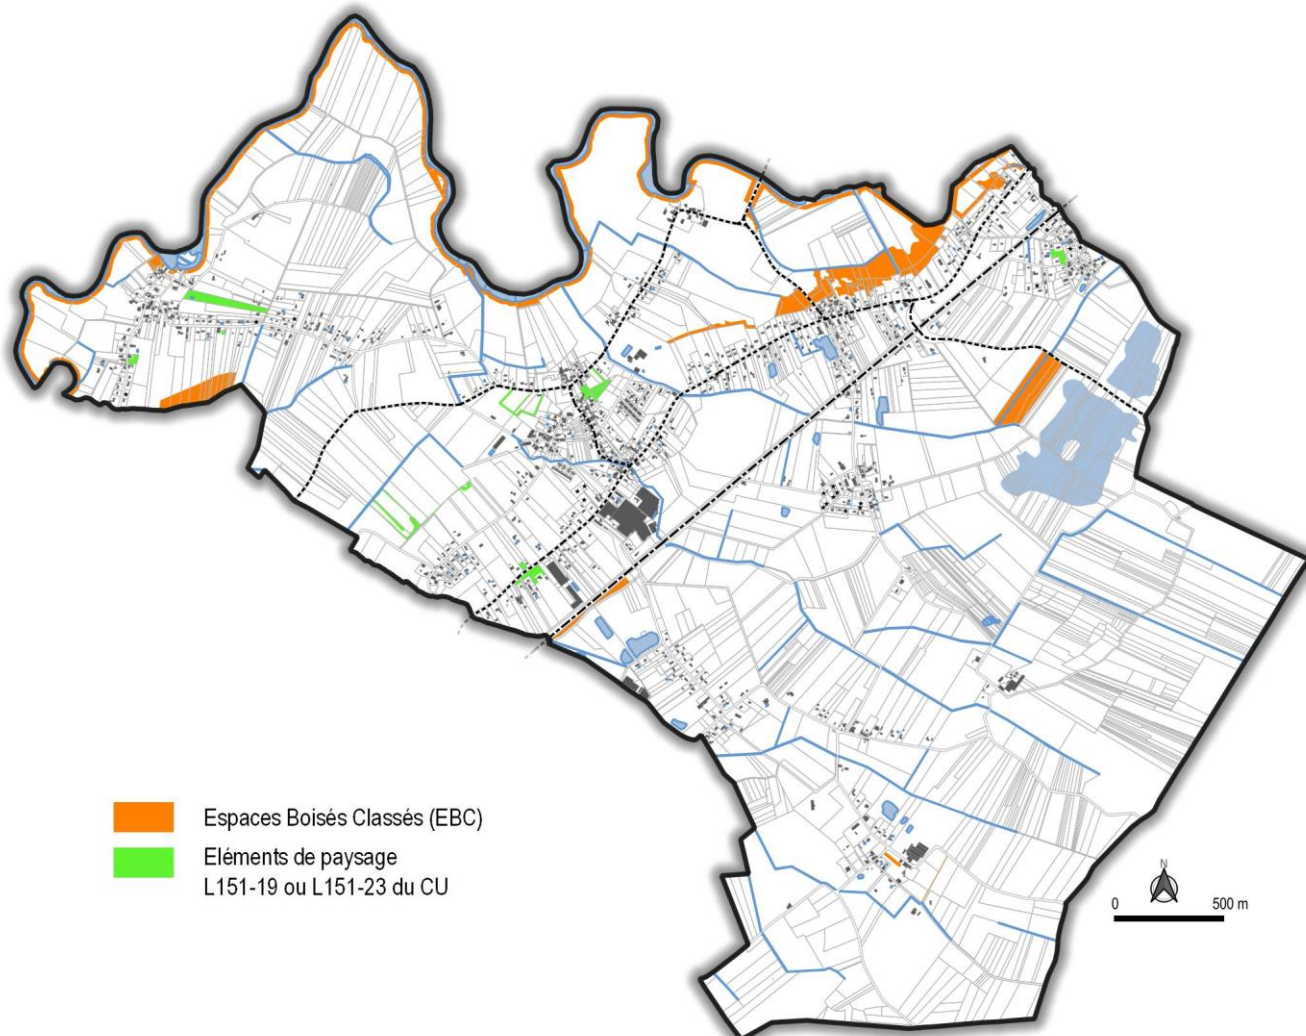 Espaces Boisés Classés (EBC)
Eléments de paysage
L151-19 ou L151-23 du CU
N
0 500 m